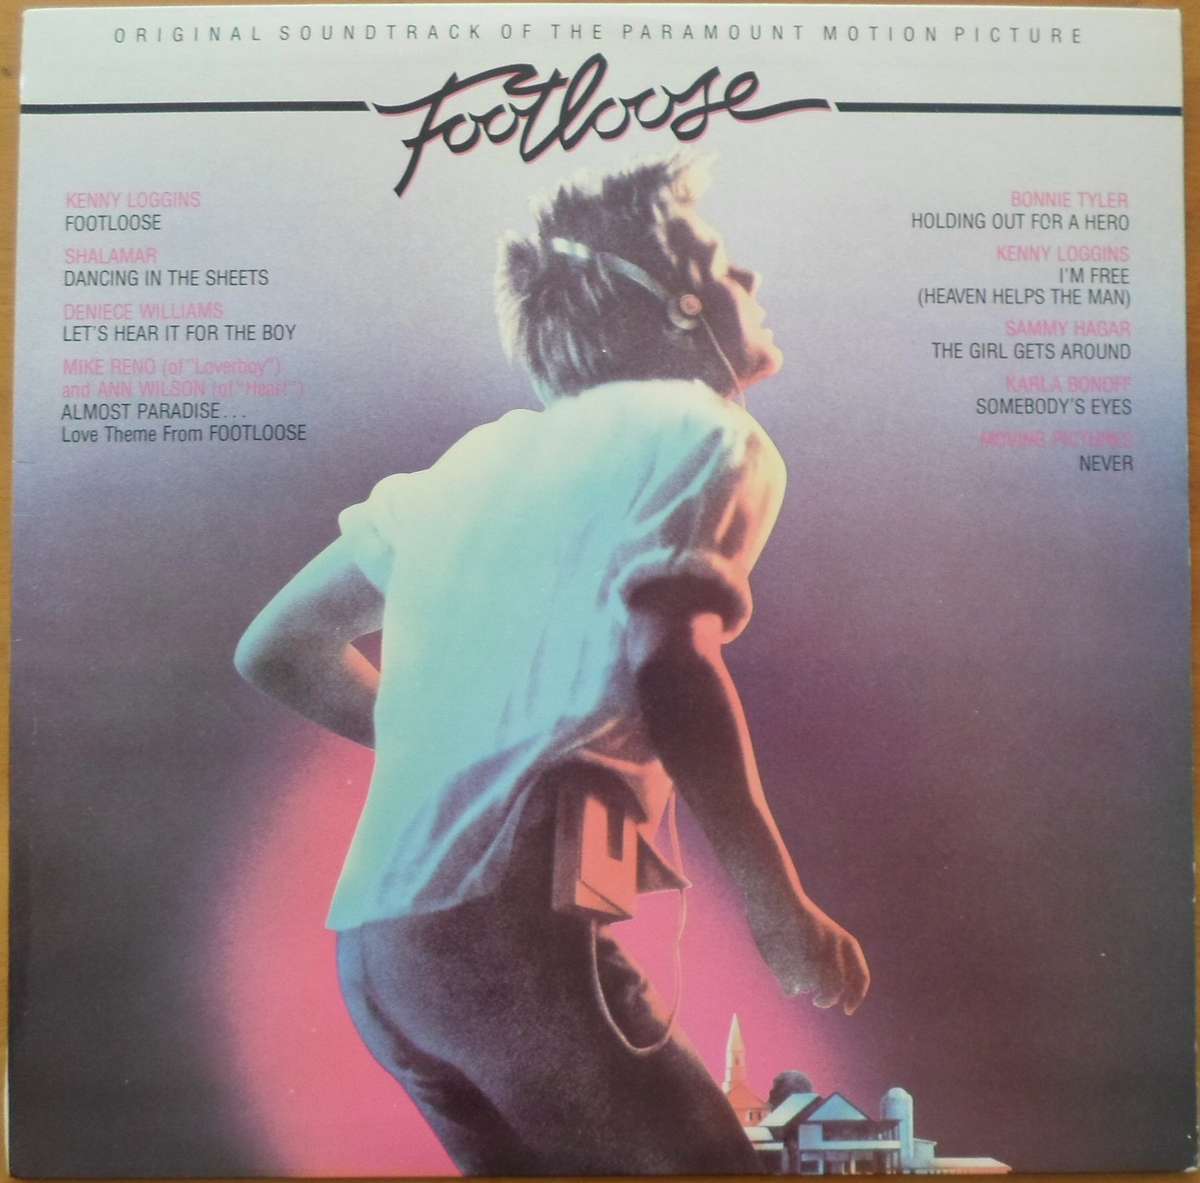 ORIGINAL SOUNDTRACK OF THE PARAMOUNT MOTION PICTURE
Footloose
KENNY LOGGINS
FOOTLOOSE
SHALAMAR
DANCING IN THE SHEETS
DENIECE WILLIAMS
LET'S HEAR IT FOR THE BOY
MIKE RENO (of "Loverboy")
and ANN WILSON (of "Heart")
ALMOST PARADISE...
Love Theme From FOOTLOOSE
BONNIE TYLER
HOLDING OUT FOR A HERO
KENNY LOGGINS
I'M FREE
(HEAVEN HELPS THE MAN)
SAMMY HAGAR
THE GIRL GETS AROUND
KARLA BONOFF
SOMEBODY'S EYES
MOVING PICTURES
NEVER